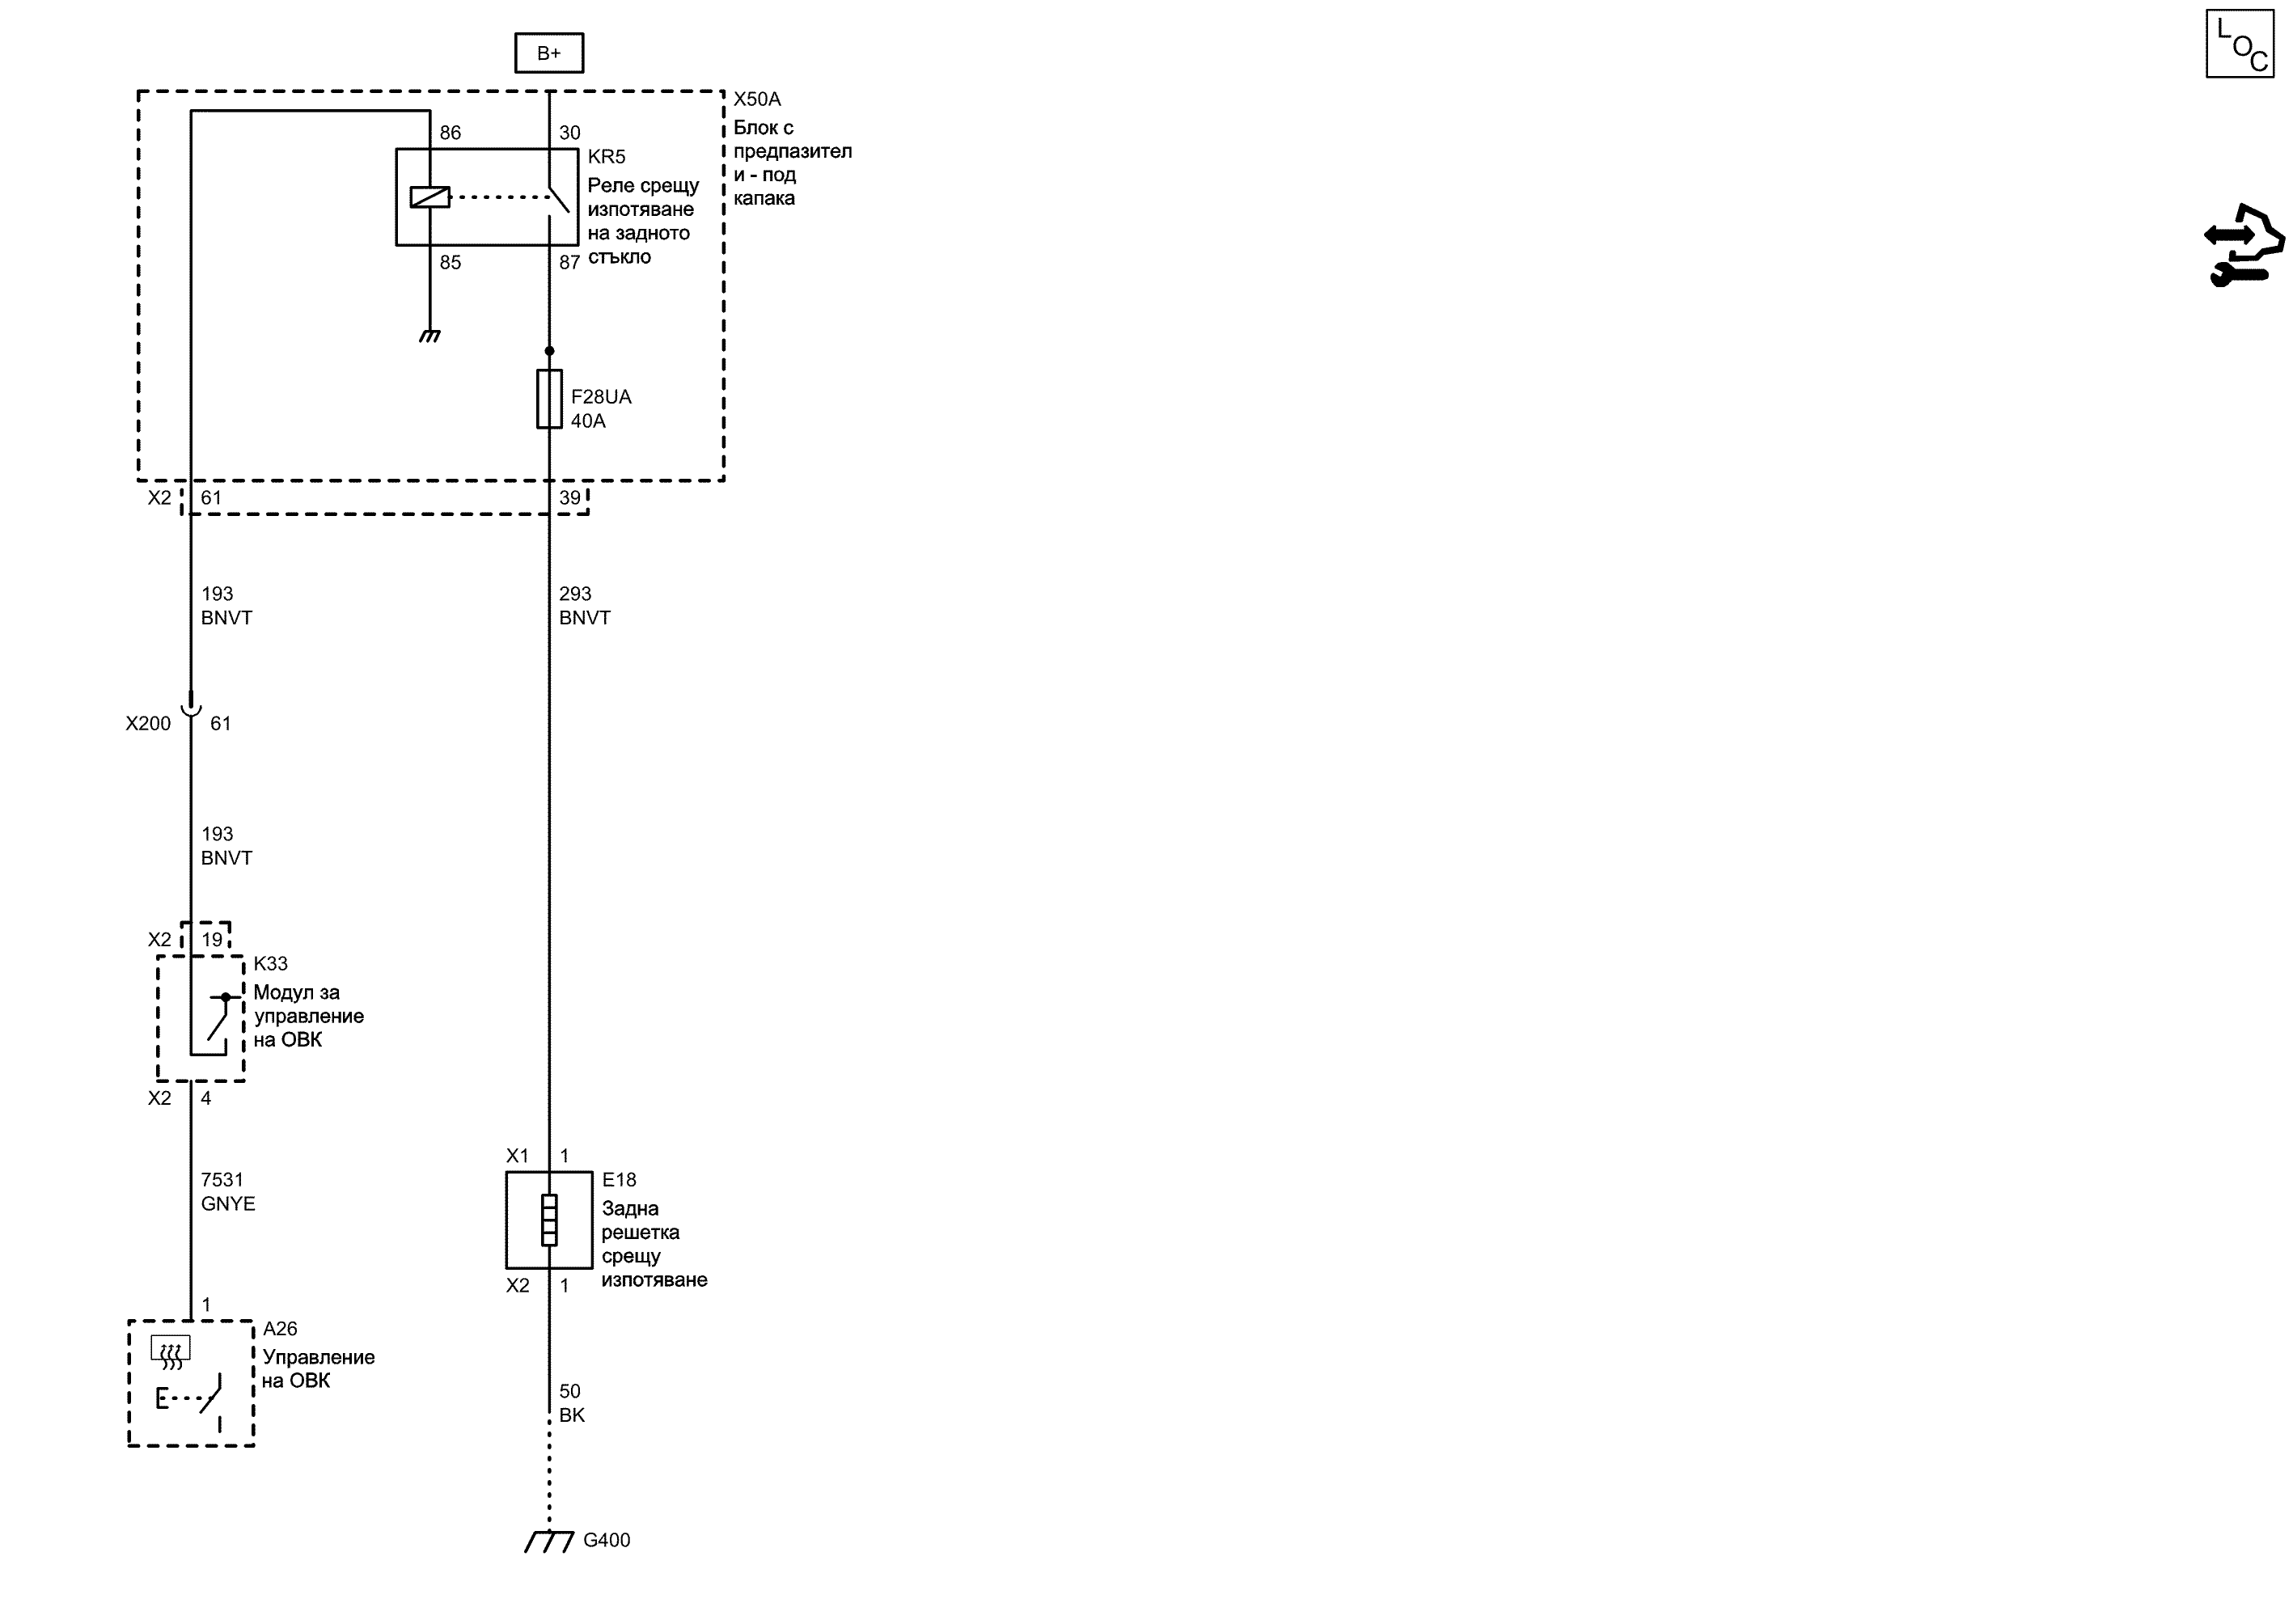 B+
LOC
X50A
Блок с
предпазител
и - под
капака
86
30
KR5
Реле срещу
изпотяване
на задното
стъкло
85
87
F28UA
40A
X2
61
39
193
BNVT
293
BNVT
X200
61
193
BNVT
X2
19
K33
Модул за
управление
на ОВК
X2
4
7531
GNYE
X1
1
E18
Задна
решетка
срещу
изпотяване
X2
1
1
A26
Управление
на ОВК
50
BK
G400